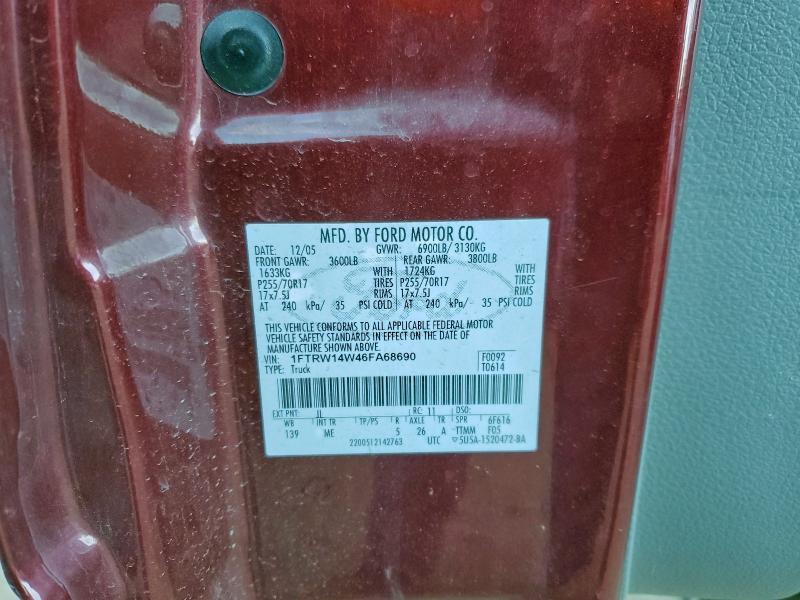 MFD. BY FORD MOTOR CO.
DATE: 12/05 GVWR: 6900LB/ 3130KG
FRONT GAWR: 3600LB REAR GAWR: 3800LB
1633KG WITH 1724KG WITH
P255/70R17 TIRES P255/70R17 TIRES
17x7.5J RIMS 17x7.5J RIMS
AT 240 kPa/ 35 PSI COLD AT 240 kPa/ 35 PSI COLD
THIS VEHICLE CONFORMS TO ALL APPLICABLE FEDERAL MOTOR
VEHICLE SAFETY STANDARDS IN EFFECT ON THE DATE OF
MANUFACTURE SHOWN ABOVE.
VIN: 1FTRW14W46FA68690 F0092
TYPE: Truck T0614
EXT PNT: JL RC: 11 DSO:
WB INT TR TP/PS R AXLE TR SPR 6F616
139 ME 5 26 A TTMM F05
2200512142763 UTC ▽5U5A-1520472-BA
Ford